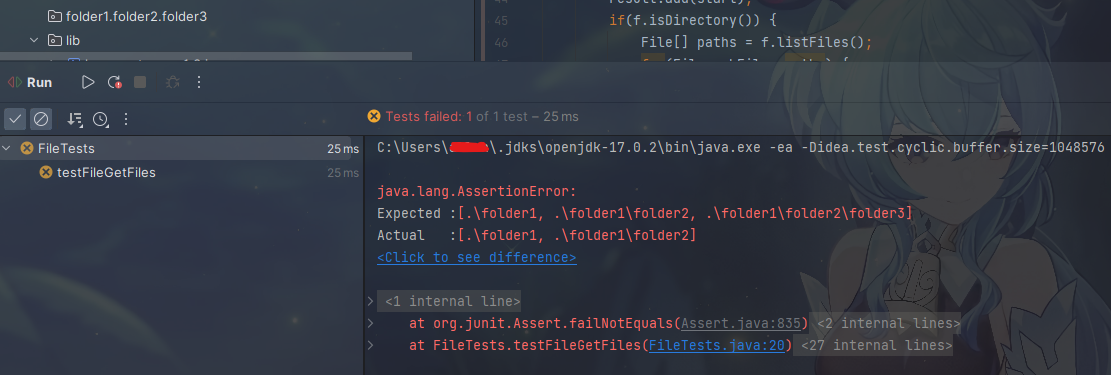 folder1.folder2.folder3
lib
44 result.add(start);
45 if(f.isDirectory()) {
46 File[] paths = f.listFiles();
Run
Tests failed: 1 of 1 test – 25 ms
FileTests 25 ms
testFileGetFiles 25 ms
C:\Users\ \.jdks\openjdk-17.0.2\bin\java.exe -ea -Didea.test.cyclic.buffer.size=1048576
java.lang.AssertionError:
Expected :[.\folder1, .\folder1\folder2, .\folder1\folder2\folder3]
Actual   :[.\folder1, .\folder1\folder2]
<Click to see difference>
<1 internal line>
at org.junit.Assert.failNotEquals(Assert.java:835) <2 internal lines>
at FileTests.testFileGetFiles(FileTests.java:20) <27 internal lines>